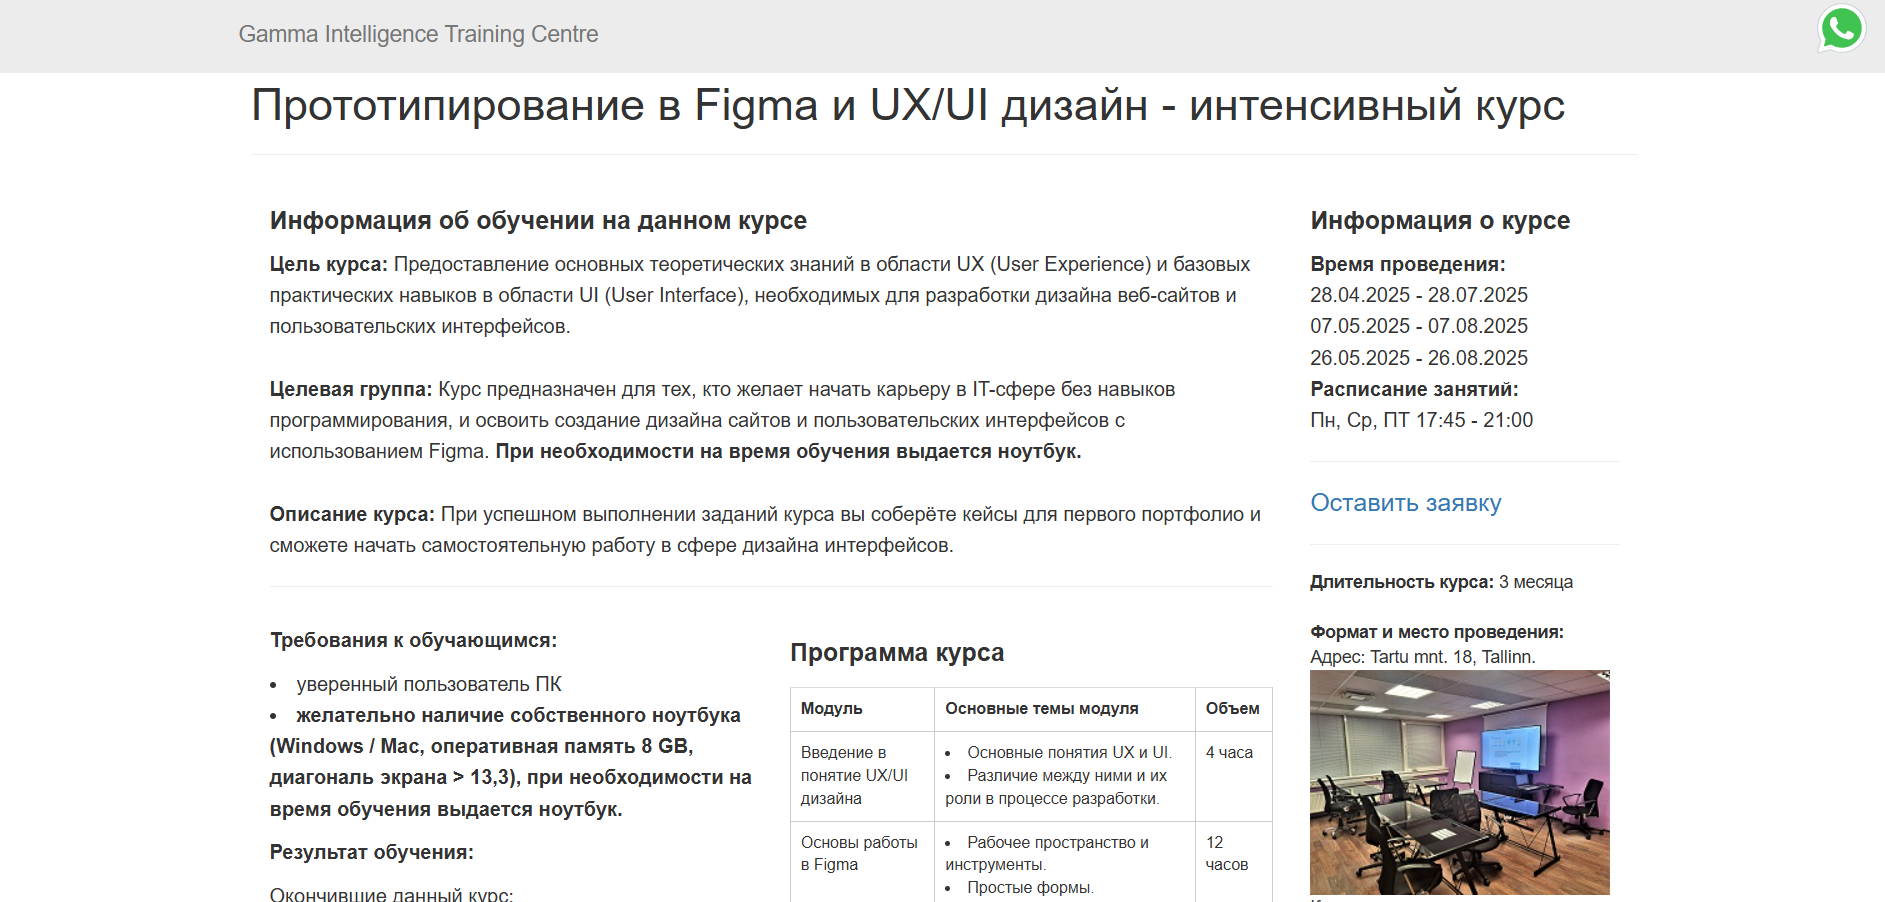 Gamma Intelligence Training Centre
Прототипирование в Figma и UX/UI дизайн - интенсивный курс
Информация об обучении на данном курсе
Цель курса: Предоставление основных теоретических знаний в области UX (User Experience) и базовых
практических навыков в области UI (User Interface), необходимых для разработки дизайна веб-сайтов и
пользовательских интерфейсов.
Целевая группа: Курс предназначен для тех, кто желает начать карьеру в IT-сфере без навыков
программирования, и освоить создание дизайна сайтов и пользовательских интерфейсов с
использованием Figma. При необходимости на время обучения выдается ноутбук.
Описание курса: При успешном выполнении заданий курса вы соберёте кейсы для первого портфолио и
сможете начать самостоятельную работу в сфере дизайна интерфейсов.
Требования к обучающимся:
• уверенный пользователь ПК
• желательно наличие собственного ноутбука
(Windows / Mac, оперативная память 8 GB,
диагональ экрана > 13,3), при необходимости на
время обучения выдается ноутбук.
Результат обучения:
Окончившие данный курс:
Программа курса
Модуль
Основные темы модуля
Объем
Введение в
понятие UX/UI
дизайна
• Основные понятия UX и UI.
• Различие между ними и их
роли в процессе разработки.
4 часа
Основы работы
в Figma
• Рабочее пространство и
инструменты.
• Простые формы.
12
часов
Информация о курсе
Время проведения:
28.04.2025 - 28.07.2025
07.05.2025 - 07.08.2025
26.05.2025 - 26.08.2025
Расписание занятий:
Пн, Ср, ПТ 17:45 - 21:00
Оставить заявку
Длительность курса: 3 месяца
Формат и место проведения:
Адрес: Tartu mnt. 18, Tallinn.